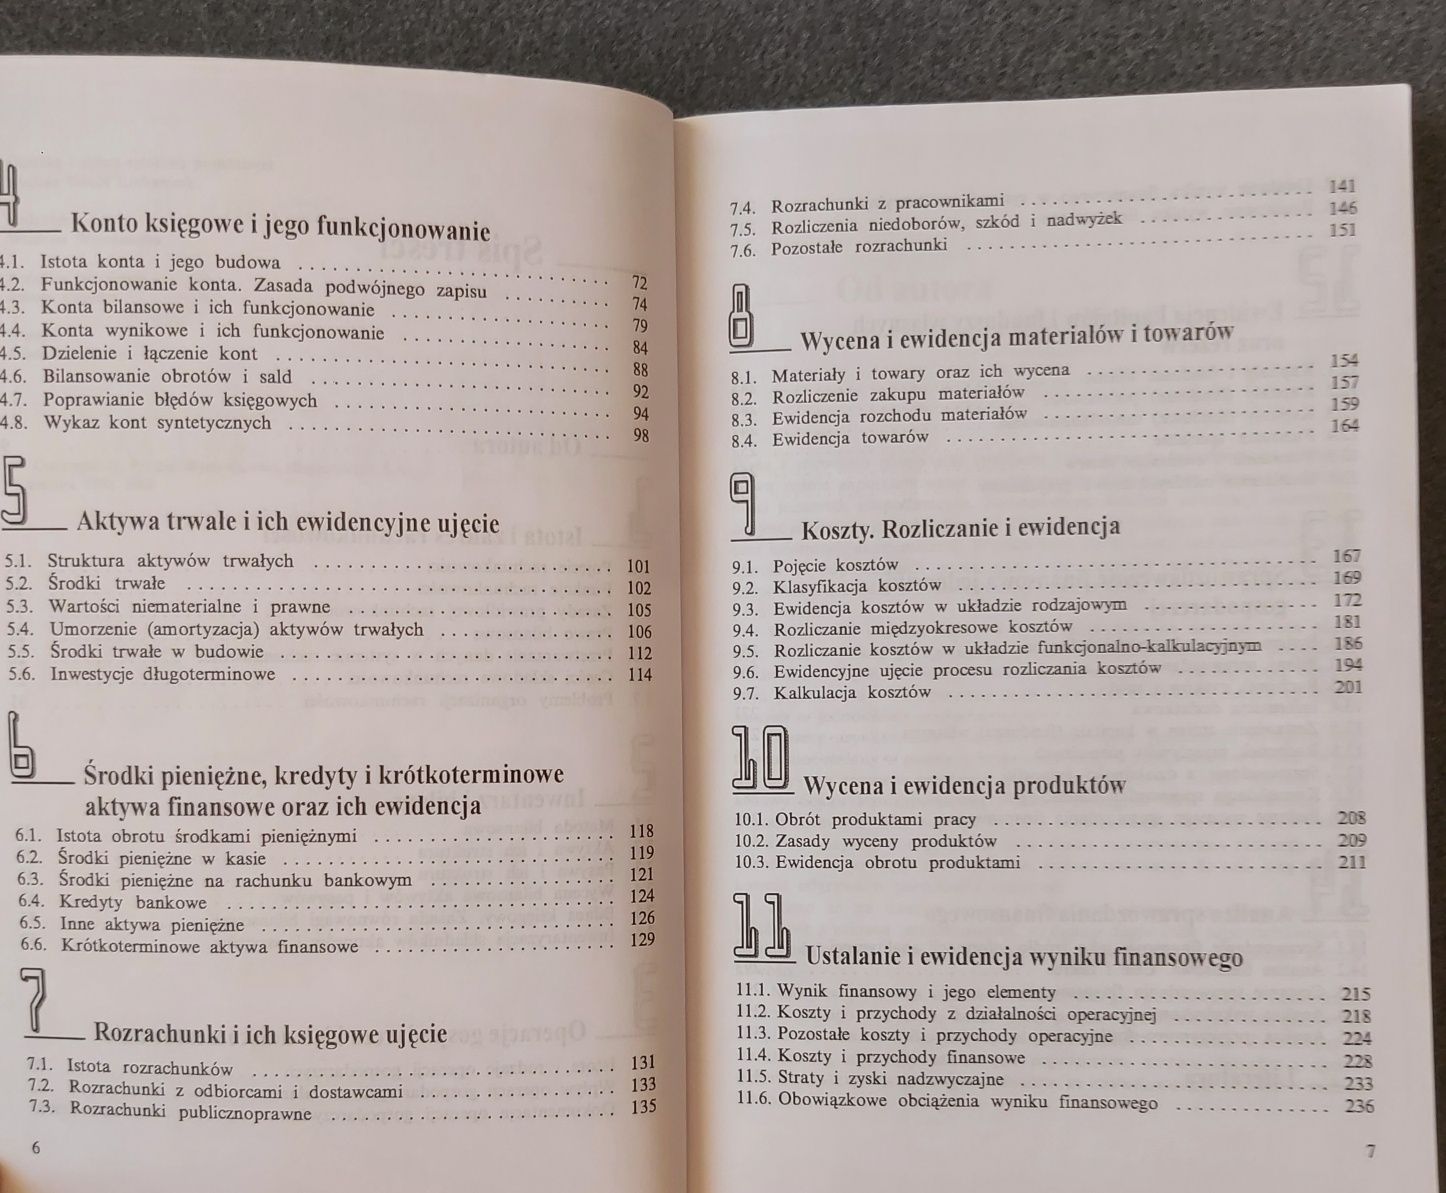 4
Konto księgowe i jego funkcjonowanie
4.1. Istota konta i jego budowa . . . . . 72
4.2. Funkcjonowanie konta. Zasada podwójnego zapisu . . . . . 74
4.3. Konta bilansowe i ich funkcjonowanie . . . . . 79
4.4. Konta wynikowe i ich funkcjonowanie . . . . . 84
4.5. Dzielenie i łączenie kont . . . . . 88
4.6. Bilansowanie obrotów i sald . . . . . 92
4.7. Poprawianie błędów księgowych . . . . . 94
4.8. Wykaz kont syntetycznych . . . . . 98
5
Aktywa trwałe i ich ewidencyjne ujęcie
5.1. Struktura aktywów trwałych . . . . . 101
5.2. Środki trwałe . . . . . 102
5.3. Wartości niematerialne i prawne . . . . . 105
5.4. Umorzenie (amortyzacja) aktywów trwałych . . . . . 106
5.5. Środki trwałe w budowie . . . . . 112
5.6. Inwestycje długoterminowe . . . . . 114
6
Środki pieniężne, kredyty i krótkoterminowe
aktywa finansowe oraz ich ewidencja
6.1. Istota obrotu środkami pieniężnymi . . . . . 118
6.2. Środki pieniężne w kasie . . . . . 119
6.3. Środki pieniężne na rachunku bankowym . . . . . 121
6.4. Kredyty bankowe . . . . . 124
6.5. Inne aktywa pieniężne . . . . . 126
6.6. Krótkoterminowe aktywa finansowe . . . . . 129
7
Rozrachunki i ich księgowe ujęcie
7.1. Istota rozrachunków . . . . . 131
7.2. Rozrachunki z odbiorcami i dostawcami . . . . . 133
7.3. Rozrachunki publicznoprawne . . . . . 135
6
7.4. Rozrachunki z pracownikami . . . . . 141
7.5. Rozliczenia niedoborów, szkód i nadwyżek . . . . . 146
7.6. Pozostałe rozrachunki . . . . . 151
8
Wycena i ewidencja materiałów i towarów
8.1. Materiały i towary oraz ich wycena . . . . . 154
8.2. Rozliczenie zakupu materiałów . . . . . 157
8.3. Ewidencja rozchodu materiałów . . . . . 159
8.4. Ewidencja towarów . . . . . 164
9
Koszty. Rozliczanie i ewidencja
9.1. Pojęcie kosztów . . . . . 167
9.2. Klasyfikacja kosztów . . . . . 169
9.3. Ewidencja kosztów w układzie rodzajowym . . . . . 172
9.4. Rozliczanie międzyokresowe kosztów . . . . . 181
9.5. Rozliczanie kosztów w układzie funkcjonalno-kalkulacyjnym . . . . 186
9.6. Ewidencyjne ujęcie procesu rozliczania kosztów . . . . . 194
9.7. Kalkulacja kosztów . . . . . 201
10
Wycena i ewidencja produktów
10.1. Obrót produktami pracy . . . . . 208
10.2. Zasady wyceny produktów . . . . . 209
10.3. Ewidencja obrotu produktami . . . . . 211
11
Ustalanie i ewidencja wyniku finansowego
11.1. Wynik finansowy i jego elementy . . . . . 215
11.2. Koszty i przychody z działalności operacyjnej . . . . . 218
11.3. Pozostałe koszty i przychody operacyjne . . . . . 224
11.4. Koszty i przychody finansowe . . . . . 228
11.5. Straty i zyski nadzwyczajne . . . . . 233
11.6. Obowiązkowe obciążenia wyniku finansowego . . . . . 236
7